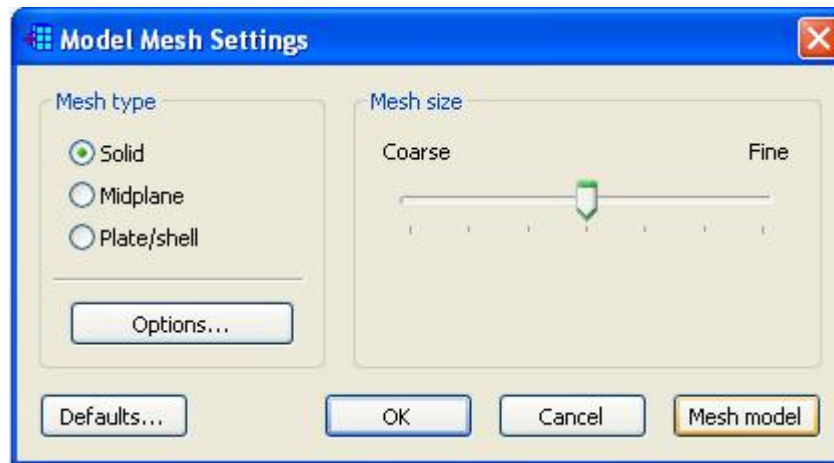 Model Mesh Settings
Mesh type
Solid
Midplane
Plate/shell
Options...
Mesh size
Coarse Fine
Defaults... OK Cancel Mesh model